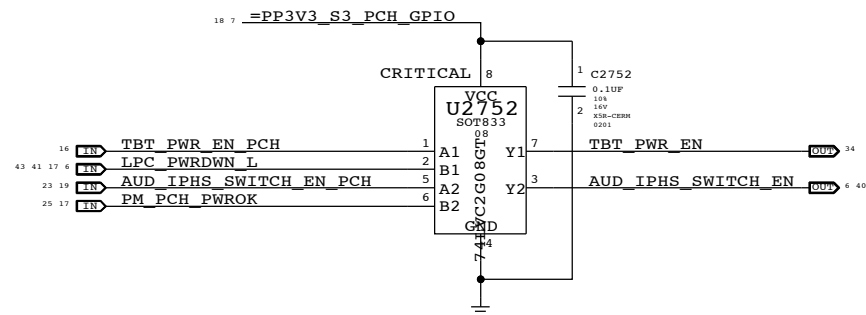 18 7 =PP3V3_S3_PCH_GPIO
CRITICAL 8
1 C2752
0.1UF
10%
16V
2 X5R-CERM
0201
VCC
U2752
SOT833
08
74LVC2G08GT
16 IN TBT_PWR_EN_PCH 1 A1 Y1 7 TBT_PWR_EN OUT 34
43 41 17 6 IN LPC_PWRDWN_L 2 B1
23 19 IN AUD_IPHS_SWITCH_EN_PCH 5 A2 Y2 3 AUD_IPHS_SWITCH_EN OUT 6 40
25 17 IN PM_PCH_PWROK 6 B2
GND
4